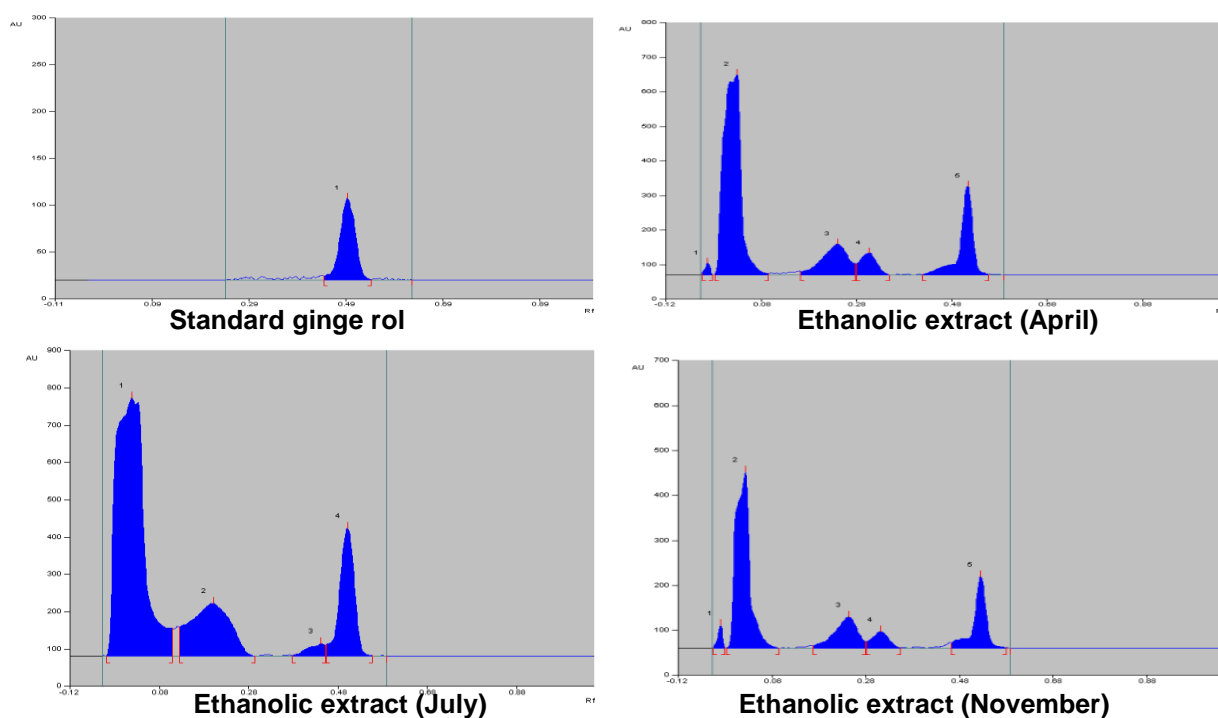 AU
300
250
200
150
100
50
0
1
-0.11 0.09 0.29 0.49 0.69 0.89
Rf
Standard ginge rol
AU
800
700
600
500
400
300
200
100
0
1 2 3 4 5
-0.12 0.08 0.28 0.48 0.68 0.88
Rf
Ethanolic extract (April)
AU
900
800
700
600
500
400
300
200
100
0
1 2 3 4
-0.12 0.08 0.28 0.48 0.68 0.88
Ethanolic extract (July)
AU
700
600
500
400
300
200
100
0
1 2 3 4 5
-0.12 0.08 0.28 0.48 0.68 0.88
Ethanolic extract (November)